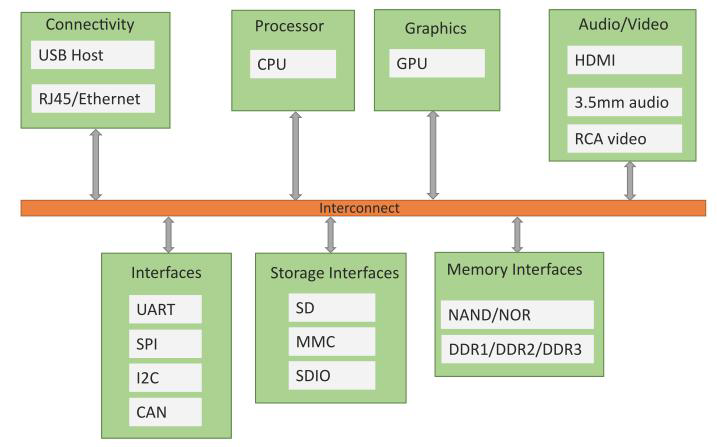 Connectivity
USB Host
RJ45/Ethernet
Processor
CPU
Graphics
GPU
Audio/Video
HDMI
3.5mm audio
RCA video
Interconnect
Interfaces
UART
SPI
I2C
CAN
Storage Interfaces
SD
MMC
SDIO
Memory Interfaces
NAND/NOR
DDR1/DDR2/DDR3